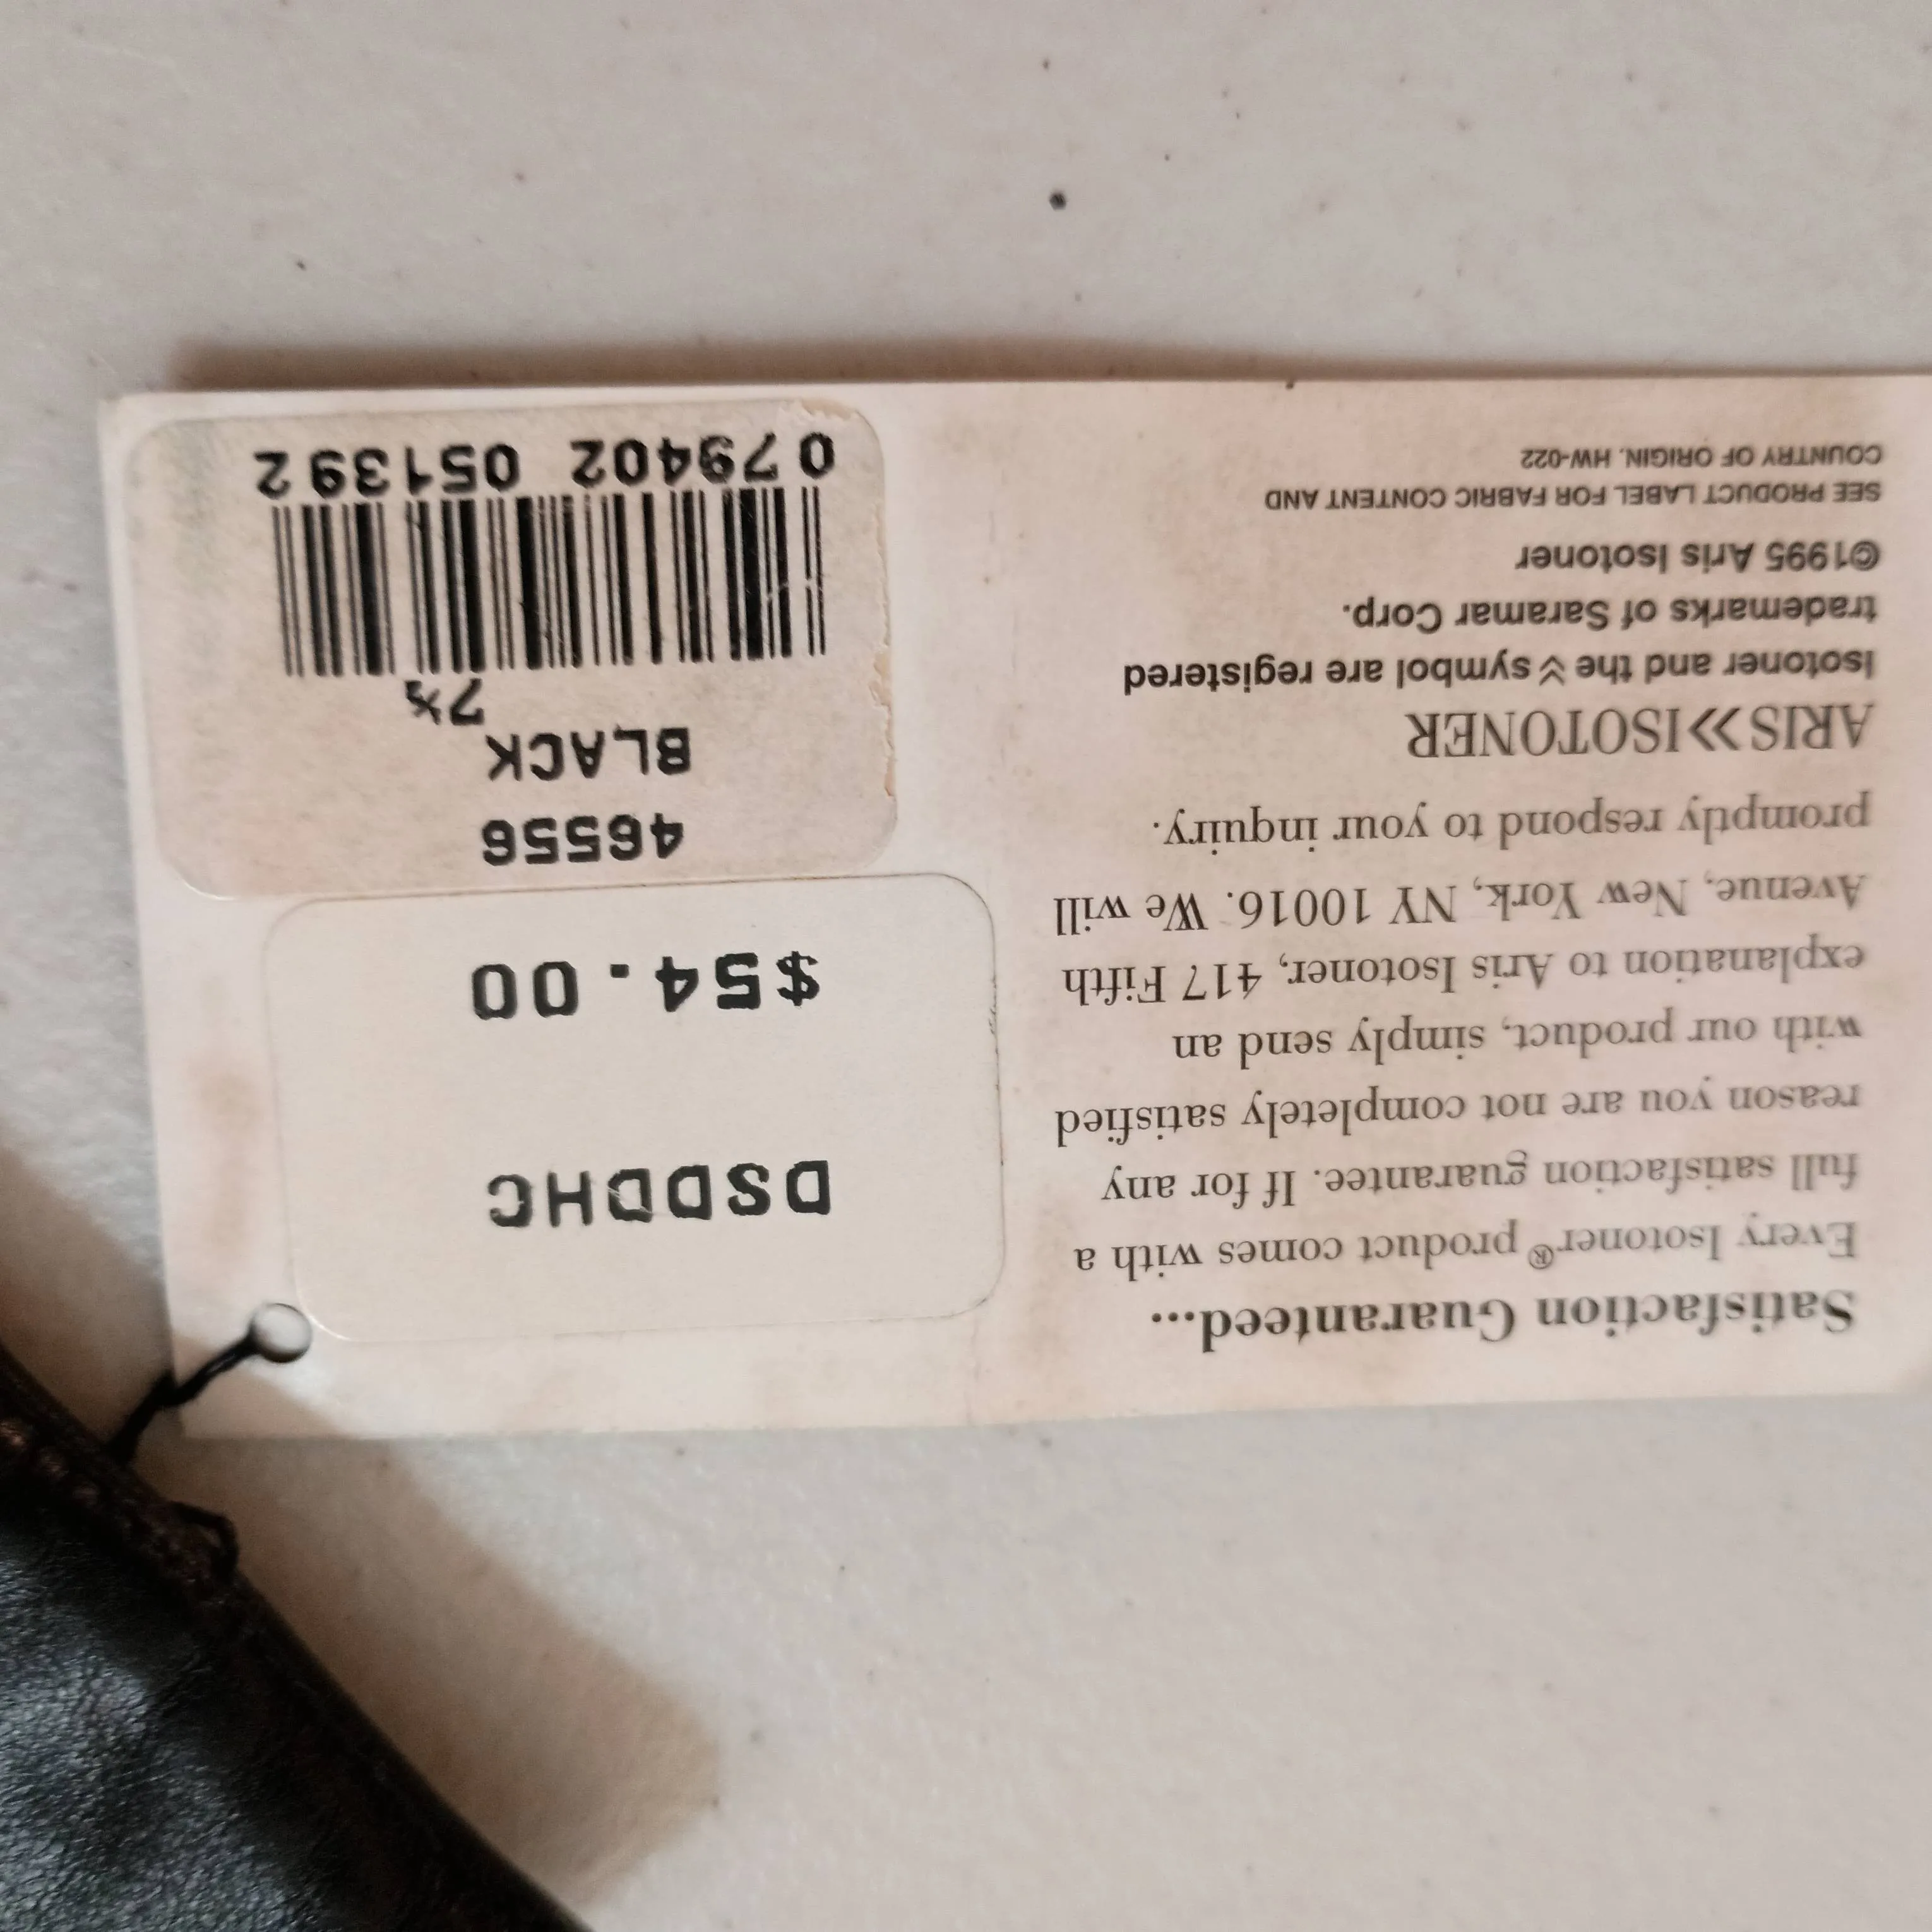 Satisfaction Guaranteed...
Every Isotoner® product comes with a
full satisfaction guarantee. If for any
reason you are not completely satisfied
with our product, simply send an
explanation to Aris Isotoner, 417 Fifth
Avenue, New York, NY 10016. We will
promptly respond to your inquiry.
ARIS>>ISOTONER
Isotoner and the symbol are registered
trademarks of Saramar Corp.
©1995 Aris Isotoner
SEE PRODUCT LABEL FOR FABRIC CONTENT AND
COUNTRY OF ORIGIN. HW-022
DSDDHC
$54.00
46556
BLACK
7½
0 79402 05139 2